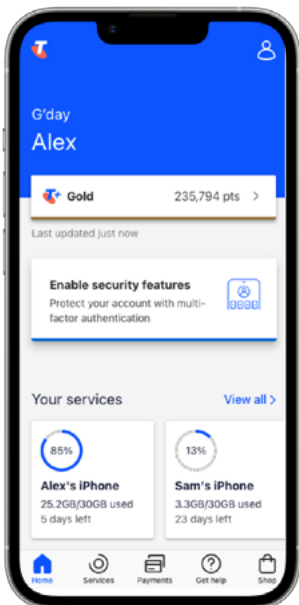 G'day
Alex
Gold 235,794 pts
Last updated just now
Enable security features
Protect your account with multi-
factor authentication
Your services View all
85% 13%
Alex's iPhone Sam's iPhone
25.2GB/30GB used 3.3GB/30GB used
5 days left 23 days left
Home Services Payments Get help Shop